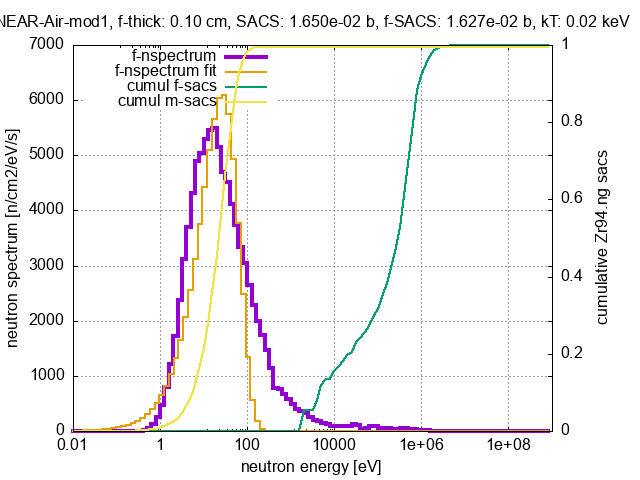 NEAR-Air-mod1, f-thick: 0.10 cm, SACS: 1.650e-02 b, f-SACS: 1.627e-02 b, kT: 0.02 keV
f-nspectrum
f-nspectrum fit
cumul f-sacs
cumul m-sacs
neutron spectrum [n/cm2/eV/s]
7000
6000
5000
4000
3000
2000
1000
0
cumulative Zr94.ng sacs
1
0.8
0.6
0.4
0.2
0
0.01
1
100
10000
1e+06
1e+08
neutron energy [eV]